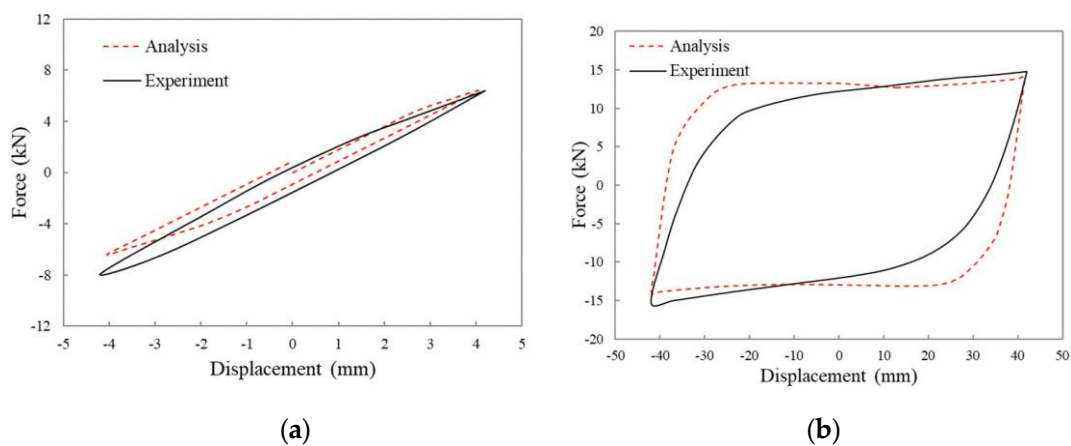 12
8
4
0
-4
-8
-12
Force (kN)
Analysis
Experiment
-5 -4 -3 -2 -1 0 1 2 3 4 5
Displacement (mm)
(a)
20
15
10
5
0
-5
-10
-15
-20
Force (kN)
Analysis
Experiment
-50 -40 -30 -20 -10 0 10 20 30 40 50
Displacement (mm)
(b)